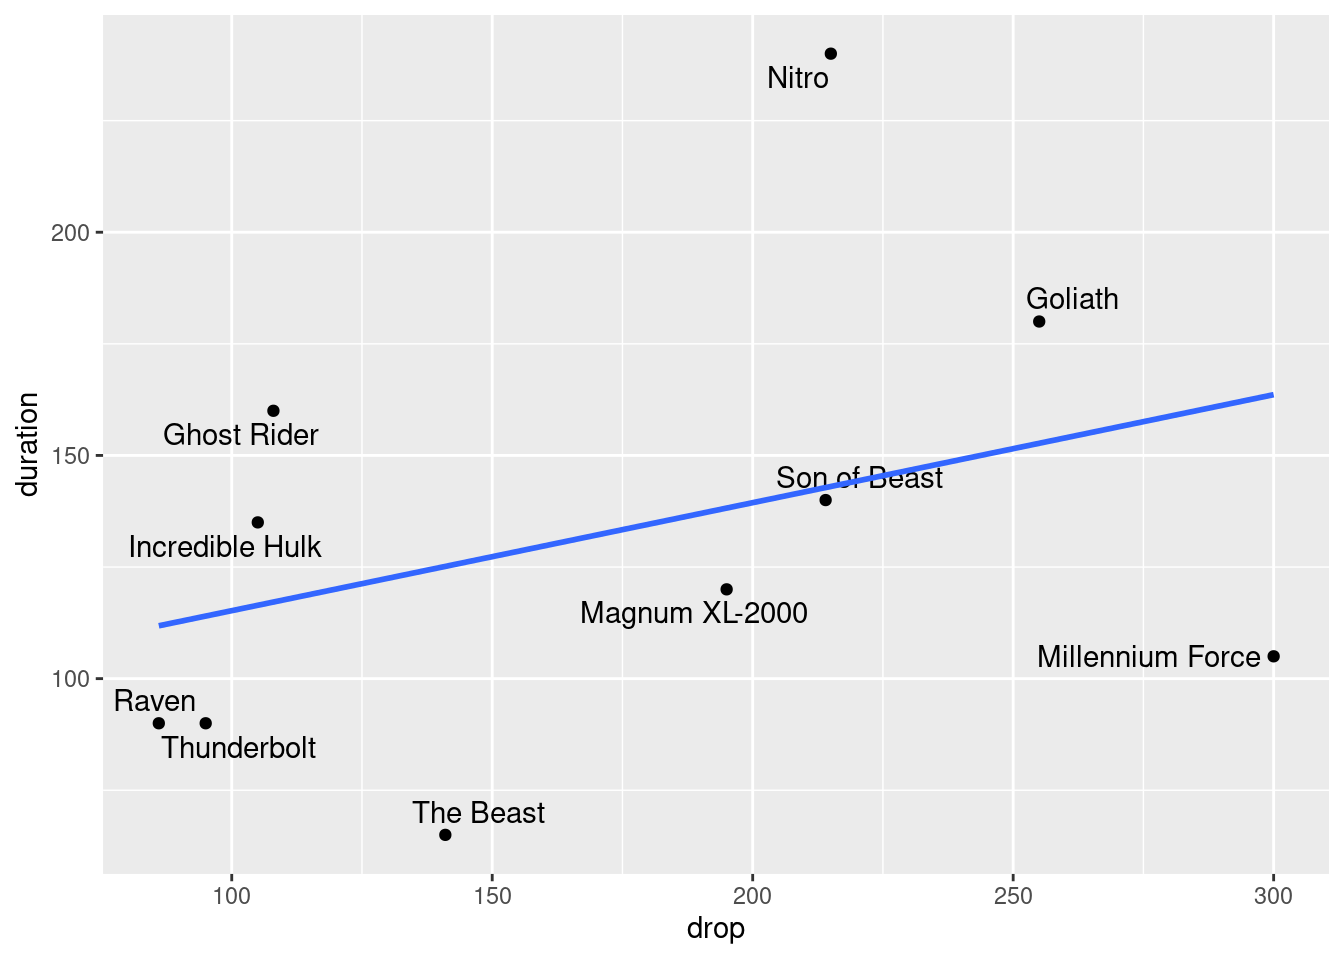 Nitro
200
Goliath
Ghost Rider
150
duration
Son of Beast
Incredible Hulk
Magnum XL-2000
Millennium Force
100
Raven
Thunderbolt
The Beast
100 150 200 250 300
drop